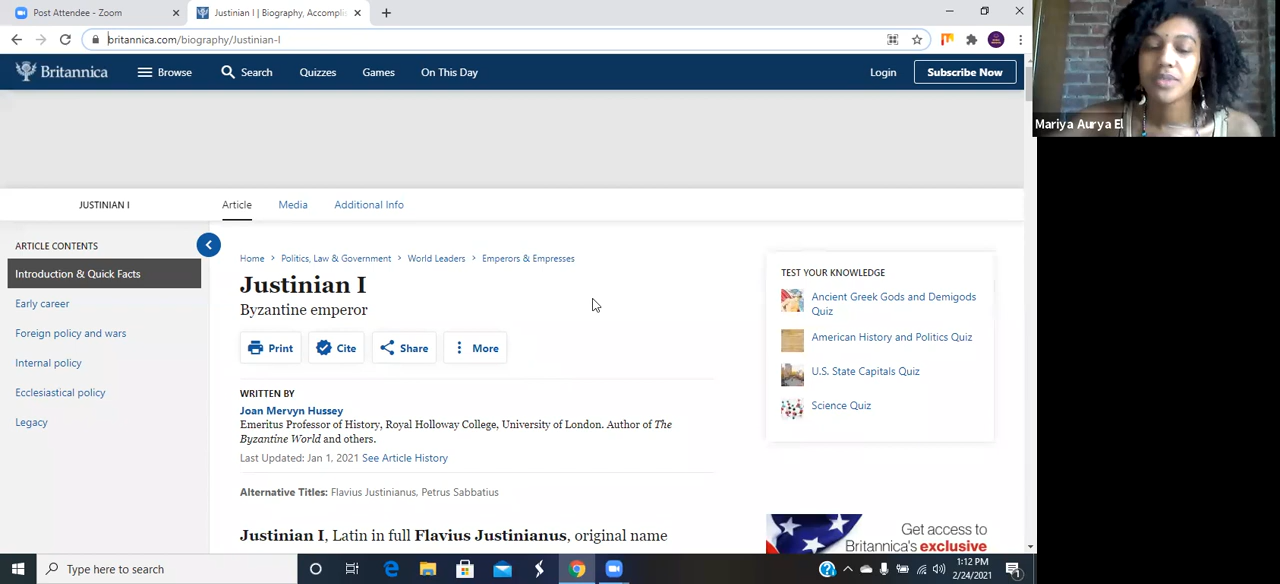 Post Attendee - Zoom
Justinian I | Biography, Accomplis
britannica.com/biography/Justinian-I
Britannica
Browse
Search
Quizzes
Games
On This Day
Login
Subscribe Now
Mariya Aurya El
JUSTINIAN I
Article
Media
Additional Info
ARTICLE CONTENTS
Introduction & Quick Facts
Early career
Foreign policy and wars
Internal policy
Ecclesiastical policy
Legacy
Home > Politics, Law & Government > World Leaders > Emperors & Empresses
Justinian I
Byzantine emperor
Print
Cite
Share
More
WRITTEN BY
Joan Mervyn Hussey
Emeritus Professor of History, Royal Holloway College, University of London. Author of The
Byzantine World and others.
Last Updated: Jan 1, 2021 See Article History
Alternative Titles: Flavius Justinianus, Petrus Sabbatius
Justinian I, Latin in full Flavius Justinianus, original name
TEST YOUR KNOWLEDGE
Ancient Greek Gods and Demigods
Quiz
American History and Politics Quiz
U.S. State Capitals Quiz
Science Quiz
Get access to
Britannica's exclusive
Type here to search
1:12 PM
2/24/2021